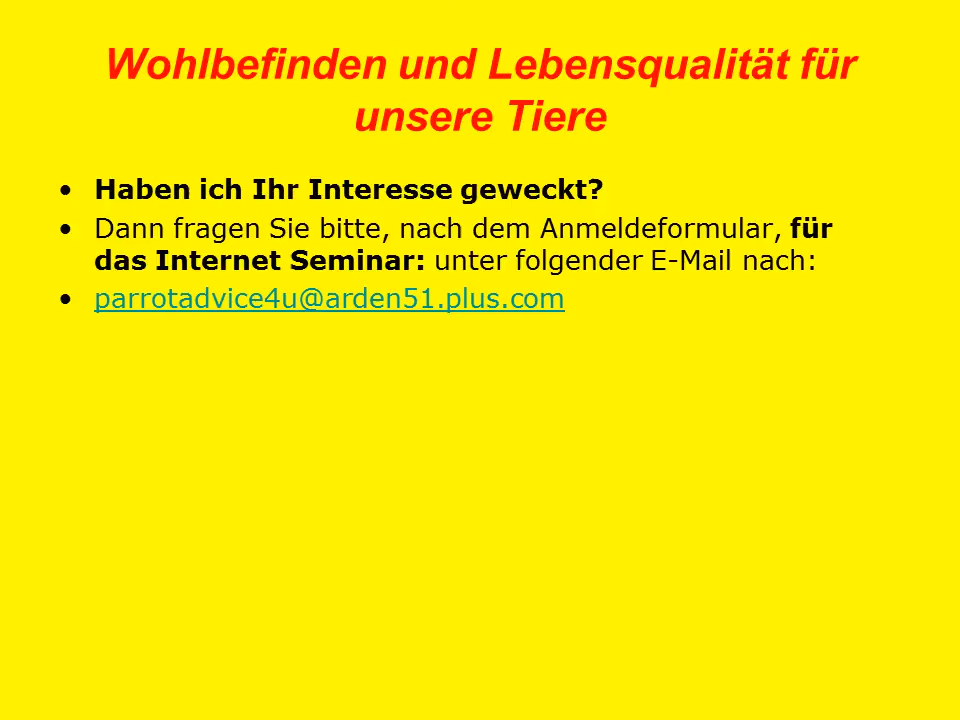 Wohlbefinden und Lebensqualität für
unsere Tiere
• Haben ich Ihr Interesse geweckt?
• Dann fragen Sie bitte, nach dem Anmeldeformular, für
das Internet Seminar: unter folgender E-Mail nach:
• parrotadvice4u@arden51.plus.com